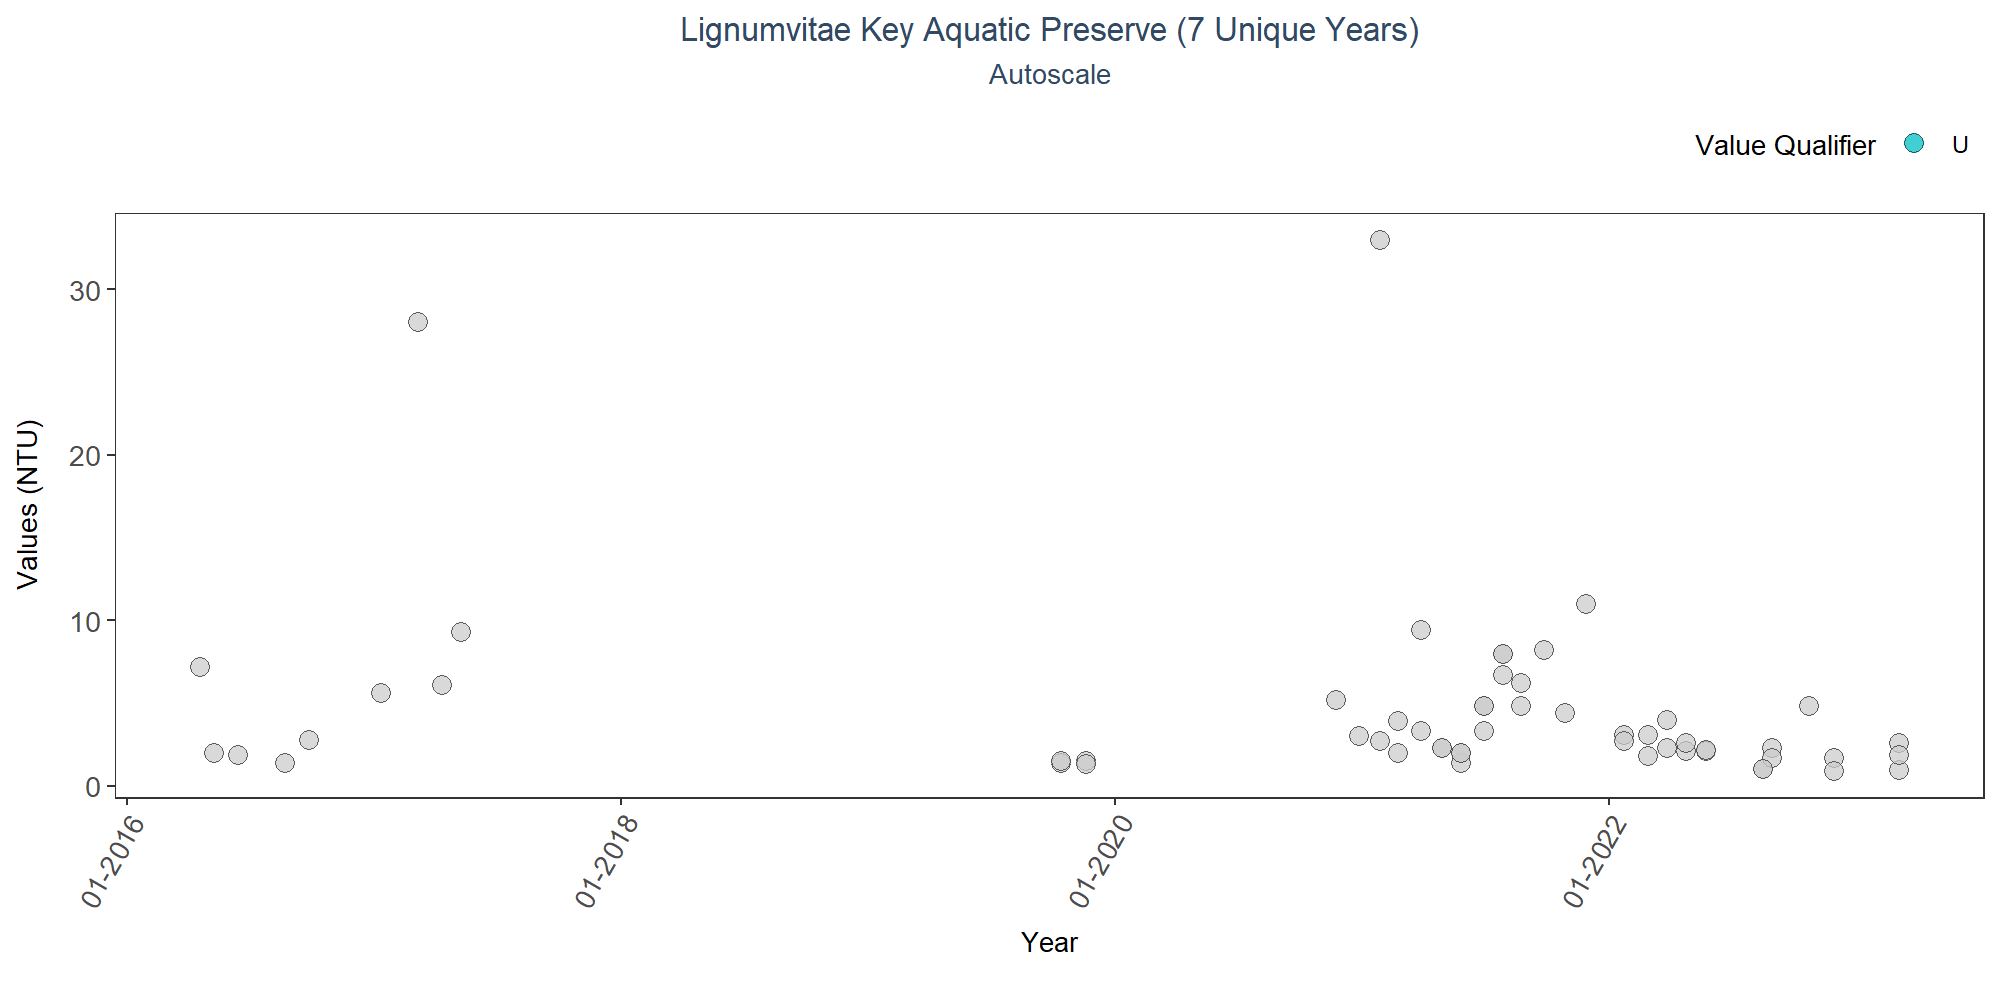 Lignumvitae Key Aquatic Preserve (7 Unique Years)
Autoscale
Value Qualifier U
Values (NTU)
30
20
10
0
01-2016 01-2018 01-2020 01-2022
Year